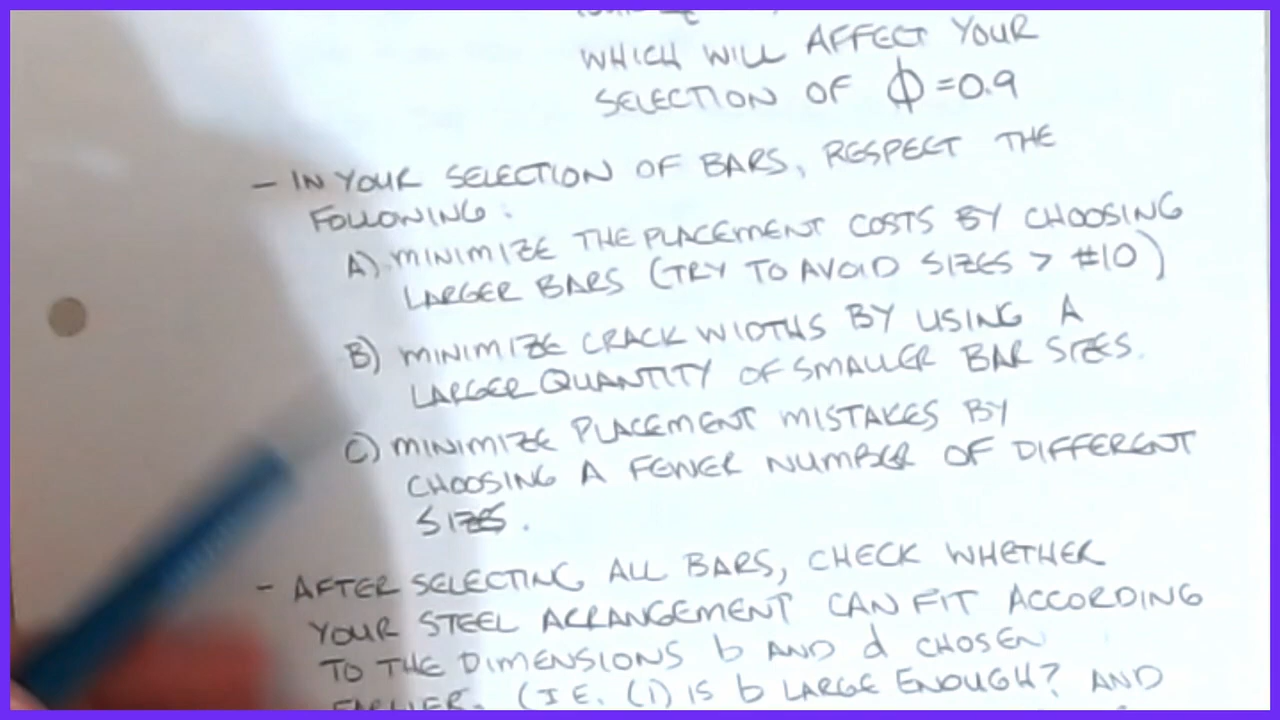 WHICH WILL AFFECT YOUR
SELECTION OF ϕ=0.9
- IN YOUR SELECTION OF BARS, RESPECT THE
FOLLOWING:
A) MINIMIZE THE PLACEMENT COSTS BY CHOOSING
LARGER BARS (TRY TO AVOID SIZES > #10)
B) MINIMIZE CRACK WIDTHS BY USING A
LARGER QUANTITY OF SMALLER BAR SIZES.
C) MINIMIZE PLACEMENT MISTAKES BY
CHOOSING A FEWER NUMBER OF DIFFERENT
SIZES.
- AFTER SELECTING ALL BARS, CHECK WHETHER
YOUR STEEL ARRANGEMENT CAN FIT ACCORDING
TO THE DIMENSIONS b AND d CHOSEN
EARLIER. (I.E. (1) IS b LARGE ENOUGH? AND